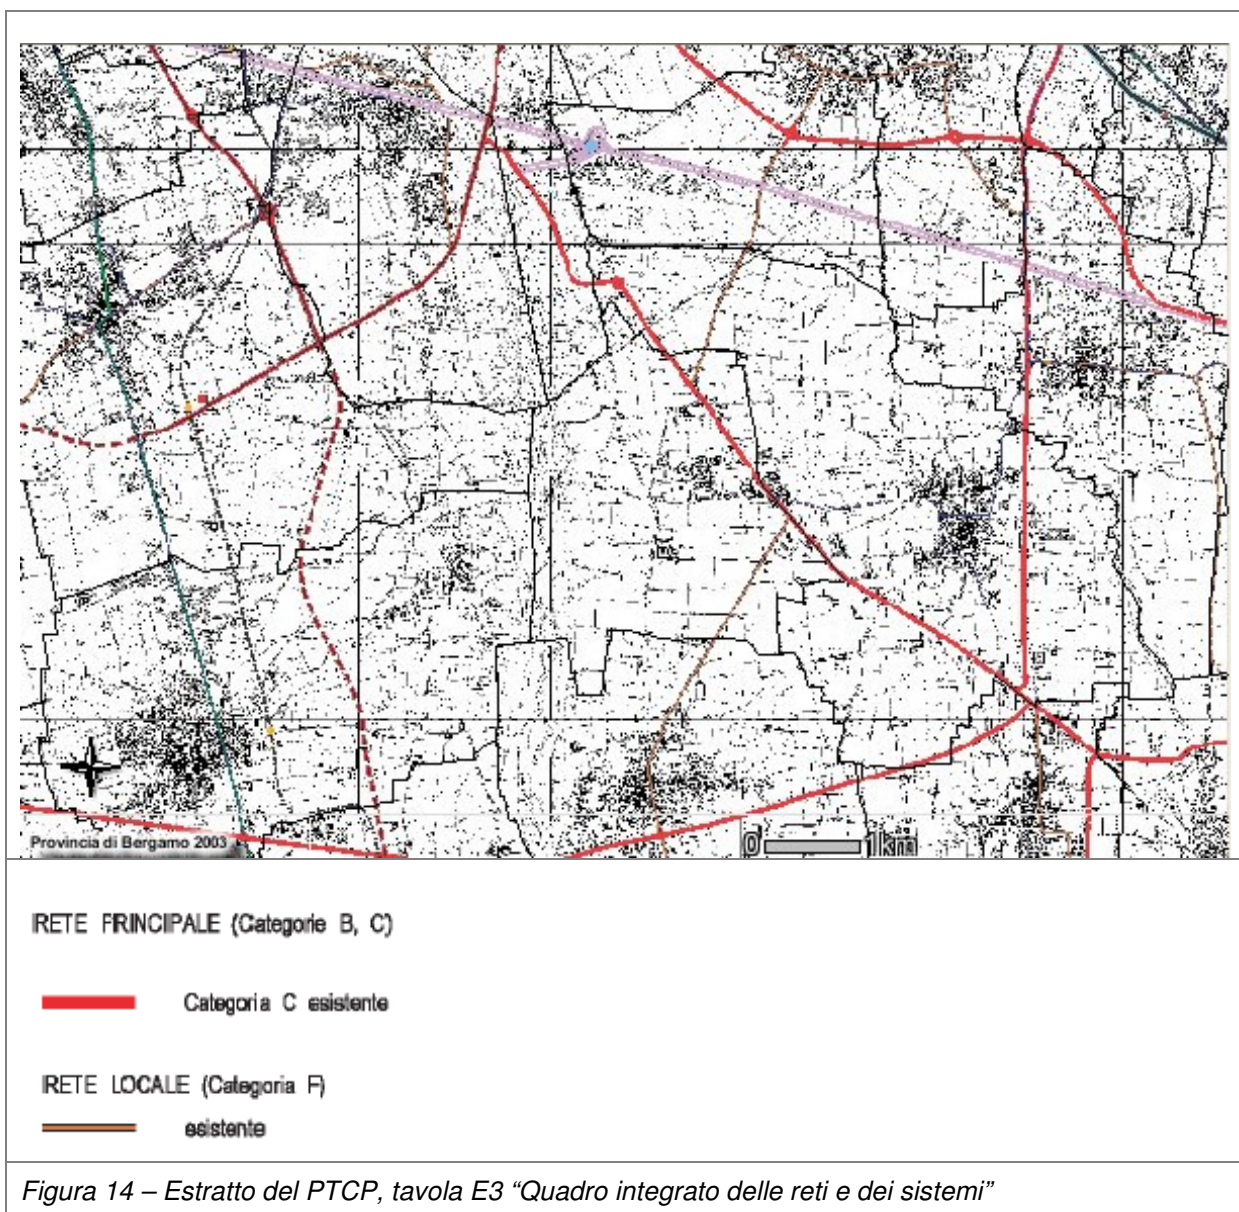 Provincia di Bergamo 2003
0 1km
RETE PRINCIPALE (Categorie B, C)
Categoria C esistente
RETE LOCALE (Categoria F)
esistente
Figura 14 – Estratto del PTCP, tavola E3 “Quadro integrato delle reti e dei sistemi”